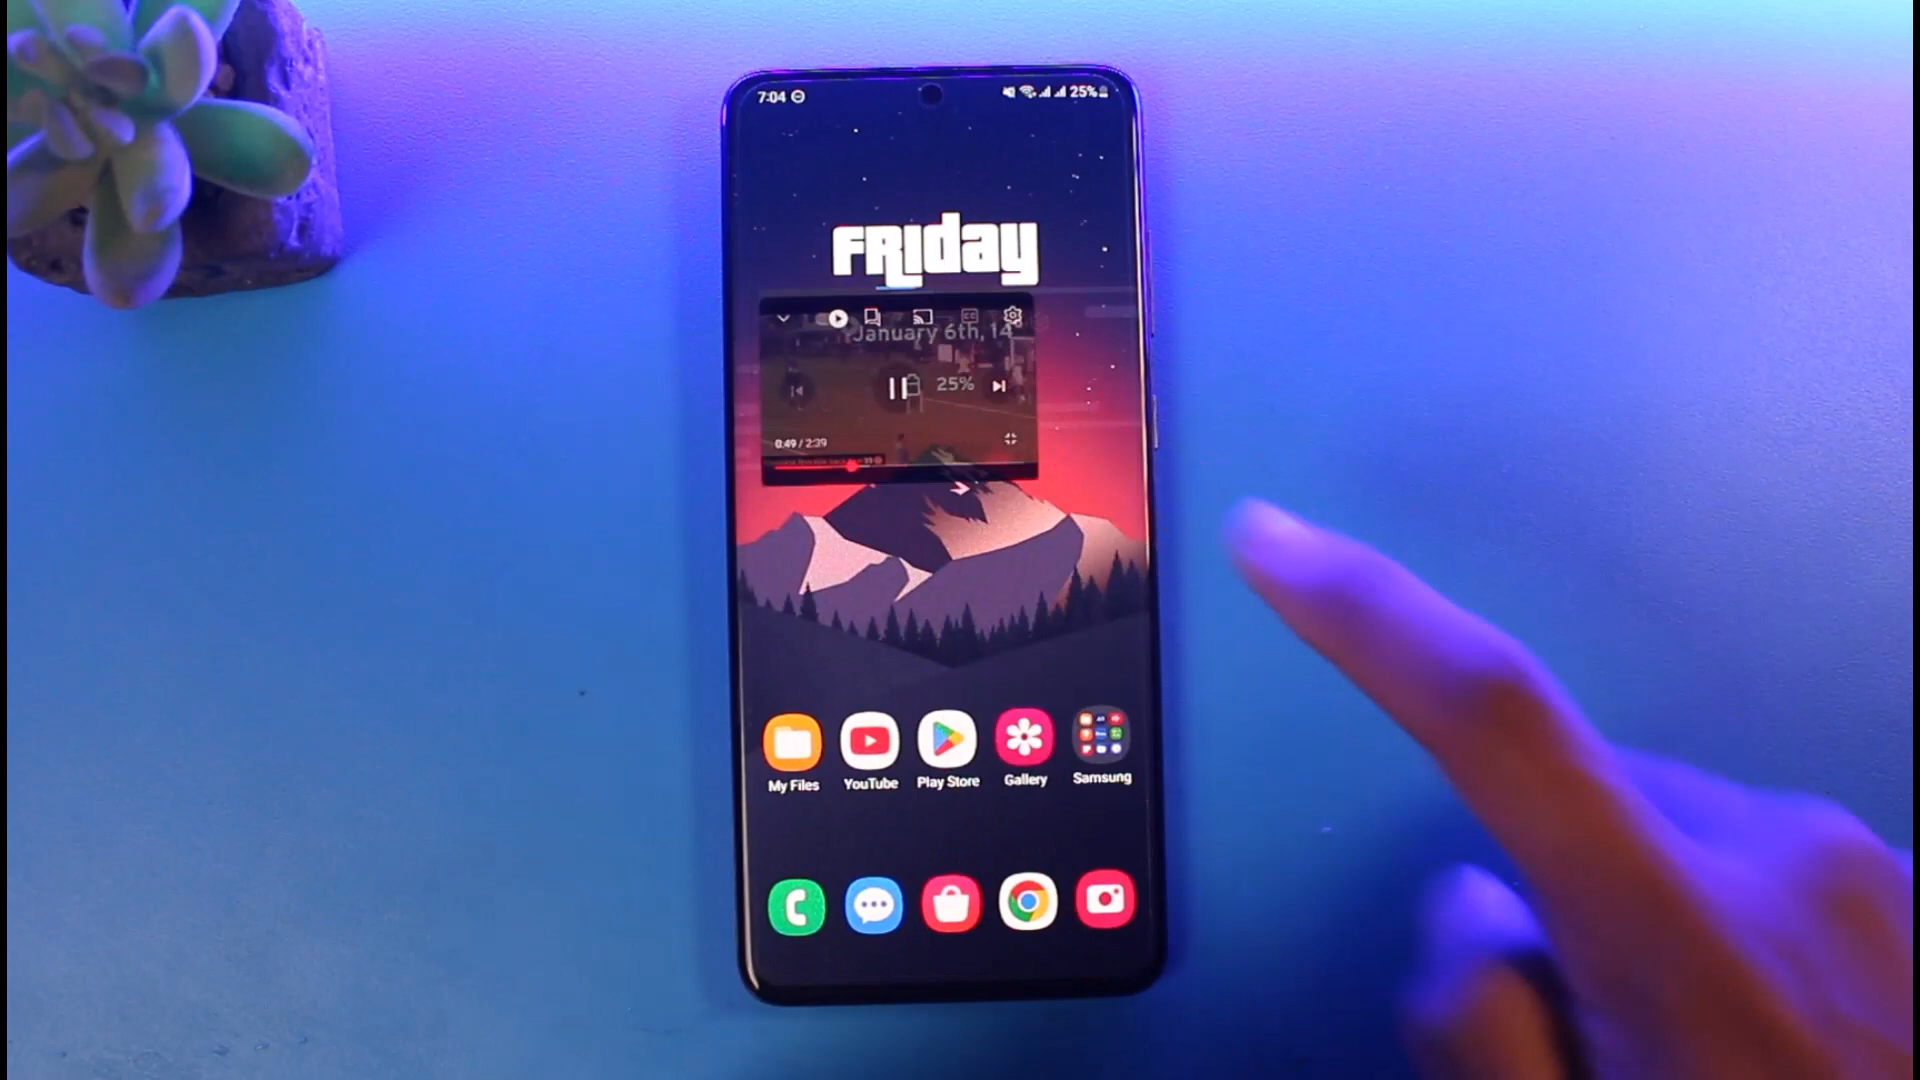 7:04 25%
FRIday
January 6th, 14
25%
CC
0:49 / 2:39
My Files YouTube Play Store Gallery Samsung